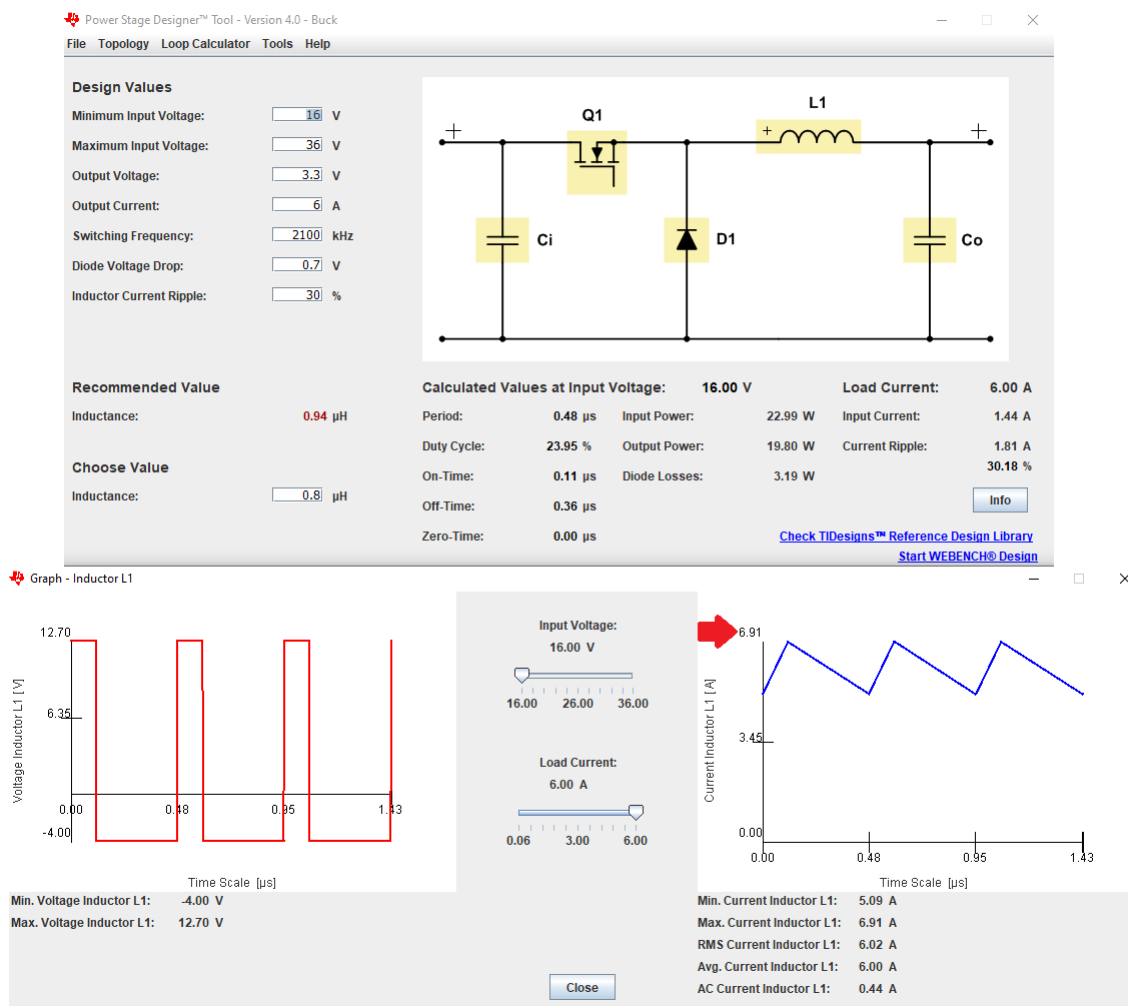 Power Stage Designer™ Tool - Version 4.0 - Buck
File Topology Loop Calculator Tools Help
Design Values
Minimum Input Voltage: 16 V
Maximum Input Voltage: 36 V
Output Voltage: 3.3 V
Output Current: 6 A
Switching Frequency: 2100 kHz
Diode Voltage Drop: 0.7 V
Inductor Current Ripple: 30 %
L1
Q1
+ + +
Ci D1 Co
Recommended Value
Inductance: 0.94 µH
Choose Value
Inductance: 0.8 µH
Calculated Values at Input Voltage: 16.00 V Load Current: 6.00 A
Period: 0.48 µs Input Power: 22.99 W Input Current: 1.44 A
Duty Cycle: 23.95 % Output Power: 19.80 W Current Ripple: 1.81 A
30.18 %
On-Time: 0.11 µs Diode Losses: 3.19 W
Info
Off-Time: 0.36 µs
Zero-Time: 0.00 µs
Check TIDesigns™ Reference Design Library
Start WEBENCH® Design
Graph - Inductor L1
12.70
6.35
-4.00
Voltage Inductor L1 [V]
0.00 0.48 0.95 1.43
Time Scale [µs]
Min. Voltage Inductor L1: -4.00 V
Max. Voltage Inductor L1: 12.70 V
Input Voltage:
16.00 V
16.00 26.00 36.00
Load Current:
6.00 A
0.06 3.00 6.00
Close
6.91
3.45
0.00
Current Inductor L1 [A]
0.00 0.48 0.95 1.43
Time Scale [µs]
Min. Current Inductor L1: 5.09 A
Max. Current Inductor L1: 6.91 A
RMS Current Inductor L1: 6.02 A
Avg. Current Inductor L1: 6.00 A
AC Current Inductor L1: 0.44 A